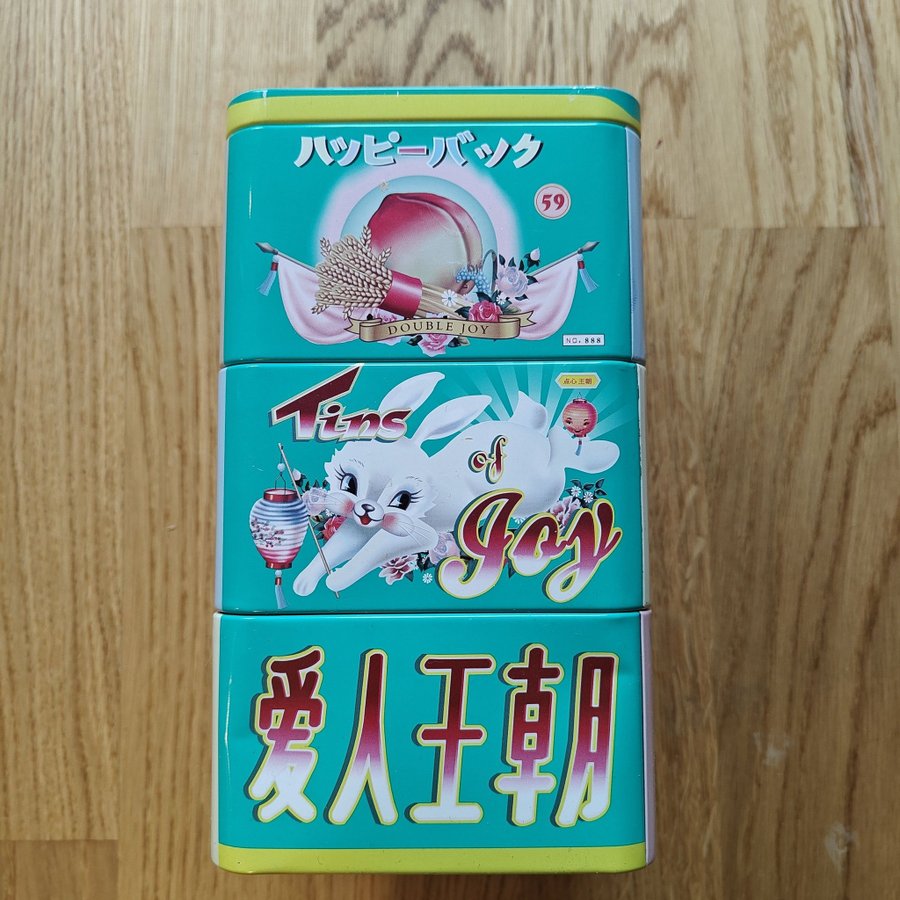 ハッピーバック
59
DOUBLE JOY
NO. 888
Tins
点心王朝
of
Joy
爱人王朝